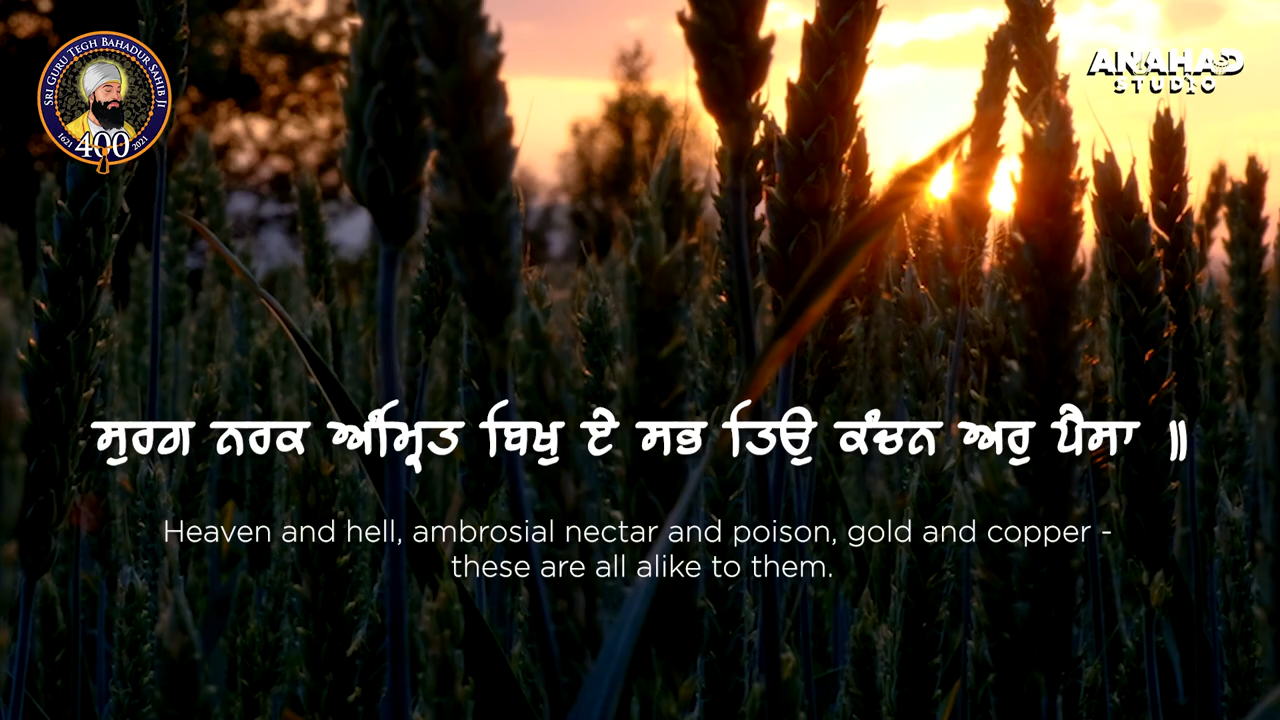 SRI GURU TEGH BAHADUR SAHIB JI
1621 400 2021
ANAHAD
STUDIO
ਸੁਰਗ ਨਰਕ ਅੰਮ੍ਰਿਤ ਬਿਖੁ ਏ ਸਭ ਤਿਉ ਕੰਚਨ ਅਰੁ ਪੈਸਾ ॥
Heaven and hell, ambrosial nectar and poison, gold and copper -
these are all alike to them.